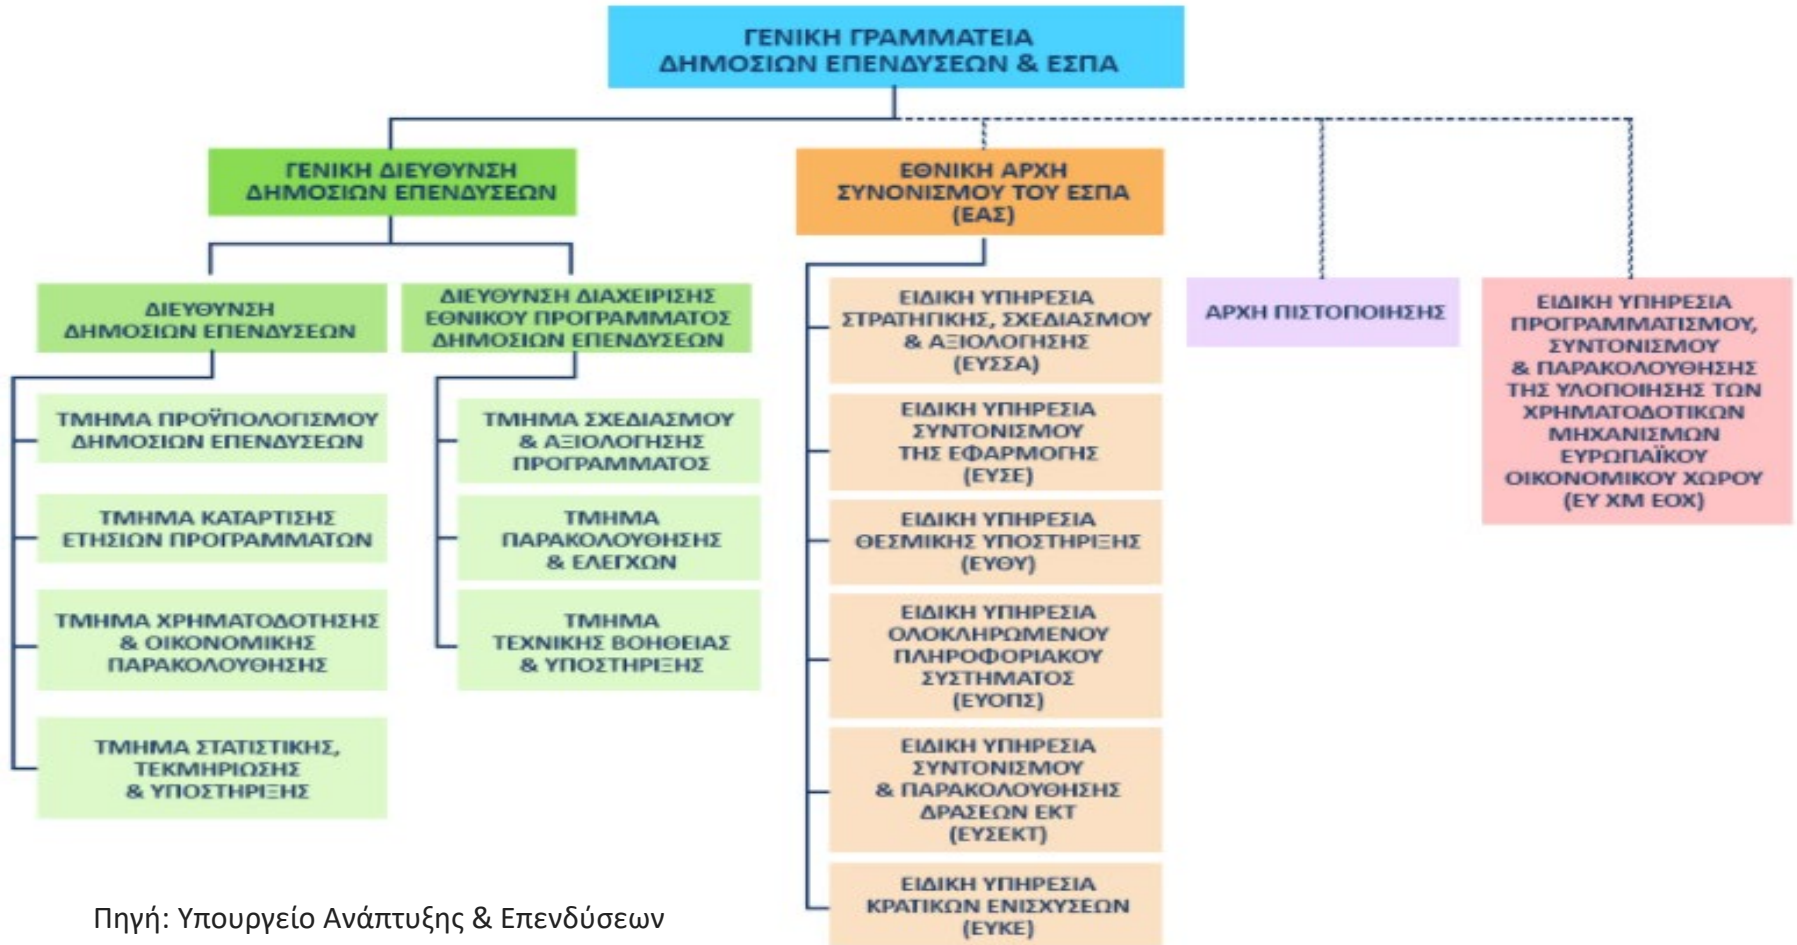 ΓΕΝΙΚΗ ΓΡΑΜΜΑΤΕΙΑ
ΔΗΜΟΣΙΩΝ ΕΠΕΝΔΥΣΕΩΝ & ΕΣΠΑ
ΓΕΝΙΚΗ ΔΙΕΥΘΥΝΣΗ
ΔΗΜΟΣΙΩΝ ΕΠΕΝΔΥΣΕΩΝ
ΔΙΕΥΘΥΝΣΗ
ΔΗΜΟΣΙΩΝ ΕΠΕΝΔΥΣΕΩΝ
ΤΜΗΜΑ ΠΡΟΫΠΟΛΟΓΙΣΜΟΥ
ΔΗΜΟΣΙΩΝ ΕΠΕΝΔΥΣΕΩΝ
ΤΜΗΜΑ ΚΑΤΑΡΤΙΣΗΣ
ΕΤΗΣΙΩΝ ΠΡΟΓΡΑΜΜΑΤΩΝ
ΤΜΗΜΑ ΧΡΗΜΑΤΟΔΟΤΗΣΗΣ
& ΟΙΚΟΝΟΜΙΚΗΣ
ΠΑΡΑΚΟΛΟΥΘΗΣΗΣ
ΤΜΗΜΑ ΣΤΑΤΙΣΤΙΚΗΣ,
ΤΕΚΜΗΡΙΩΣΗΣ
& ΥΠΟΣΤΗΡΙΞΗΣ
ΔΙΕΥΘΥΝΣΗ ΔΙΑΧΕΙΡΙΣΗΣ
ΕΘΝΙΚΟΥ ΠΡΟΓΡΑΜΜΑΤΟΣ
ΔΗΜΟΣΙΩΝ ΕΠΕΝΔΥΣΕΩΝ
ΤΜΗΜΑ ΣΧΕΔΙΑΣΜΟΥ
& ΑΞΙΟΛΟΓΗΣΗΣ
ΠΡΟΓΡΑΜΜΑΤΟΣ
ΤΜΗΜΑ
ΠΑΡΑΚΟΛΟΥΘΗΣΗΣ
& ΕΛΕΓΧΩΝ
ΤΜΗΜΑ
ΤΕΧΝΙΚΗΣ ΒΟΗΘΕΙΑΣ
& ΥΠΟΣΤΗΡΙΞΗΣ
ΕΘΝΙΚΗ ΑΡΧΗ
ΣΥΝΟΝΙΣΜΟΥ ΤΟΥ ΕΣΠΑ
(ΕΑΣ)
ΕΙΔΙΚΗ ΥΠΗΡΕΣΙΑ
ΣΤΡΑΤΗΓΙΚΗΣ, ΣΧΕΔΙΑΣΜΟΥ
& ΑΞΙΟΛΟΓΗΣΗΣ
(ΕΥΣΣΑ)
ΕΙΔΙΚΗ ΥΠΗΡΕΣΙΑ
ΣΥΝΤΟΝΙΣΜΟΥ
ΤΗΣ ΕΦΑΡΜΟΓΗΣ
(ΕΥΣΕ)
ΕΙΔΙΚΗ ΥΠΗΡΕΣΙΑ
ΘΕΣΜΙΚΗΣ ΥΠΟΣΤΗΡΙΞΗΣ
(ΕΥΘΥ)
ΕΙΔΙΚΗ ΥΠΗΡΕΣΙΑ
ΟΛΟΚΛΗΡΩΜΕΝΟΥ
ΠΛΗΡΟΦΟΡΙΑΚΟΥ
ΣΥΣΤΗΜΑΤΟΣ
(ΕΥΟΠΣ)
ΕΙΔΙΚΗ ΥΠΗΡΕΣΙΑ
ΣΥΝΤΟΝΙΣΜΟΥ
& ΠΑΡΑΚΟΛΟΥΘΗΣΗΣ
ΔΡΑΣΕΩΝ ΕΚΤ
(ΕΥΣΕΚΤ)
ΕΙΔΙΚΗ ΥΠΗΡΕΣΙΑ
ΚΡΑΤΙΚΩΝ ΕΝΙΣΧΥΣΕΩΝ
(ΕΥΚΕ)
ΑΡΧΗ ΠΙΣΤΟΠΟΙΗΣΗΣ
ΕΙΔΙΚΗ ΥΠΗΡΕΣΙΑ
ΠΡΟΓΡΑΜΜΑΤΙΣΜΟΥ,
ΣΥΝΤΟΝΙΣΜΟΥ
& ΠΑΡΑΚΟΛΟΥΘΗΣΗΣ
ΤΗΣ ΥΛΟΠΟΙΗΣΗΣ ΤΩΝ
ΧΡΗΜΑΤΟΔΟΤΙΚΩΝ
ΜΗΧΑΝΙΣΜΩΝ
ΕΥΡΩΠΑΪΚΟΥ
ΟΙΚΟΝΟΜΙΚΟΥ ΧΩΡΟΥ
(ΕΥ ΧΜ ΕΟΧ)
Πηγή: Υπουργείο Ανάπτυξης & Επενδύσεων